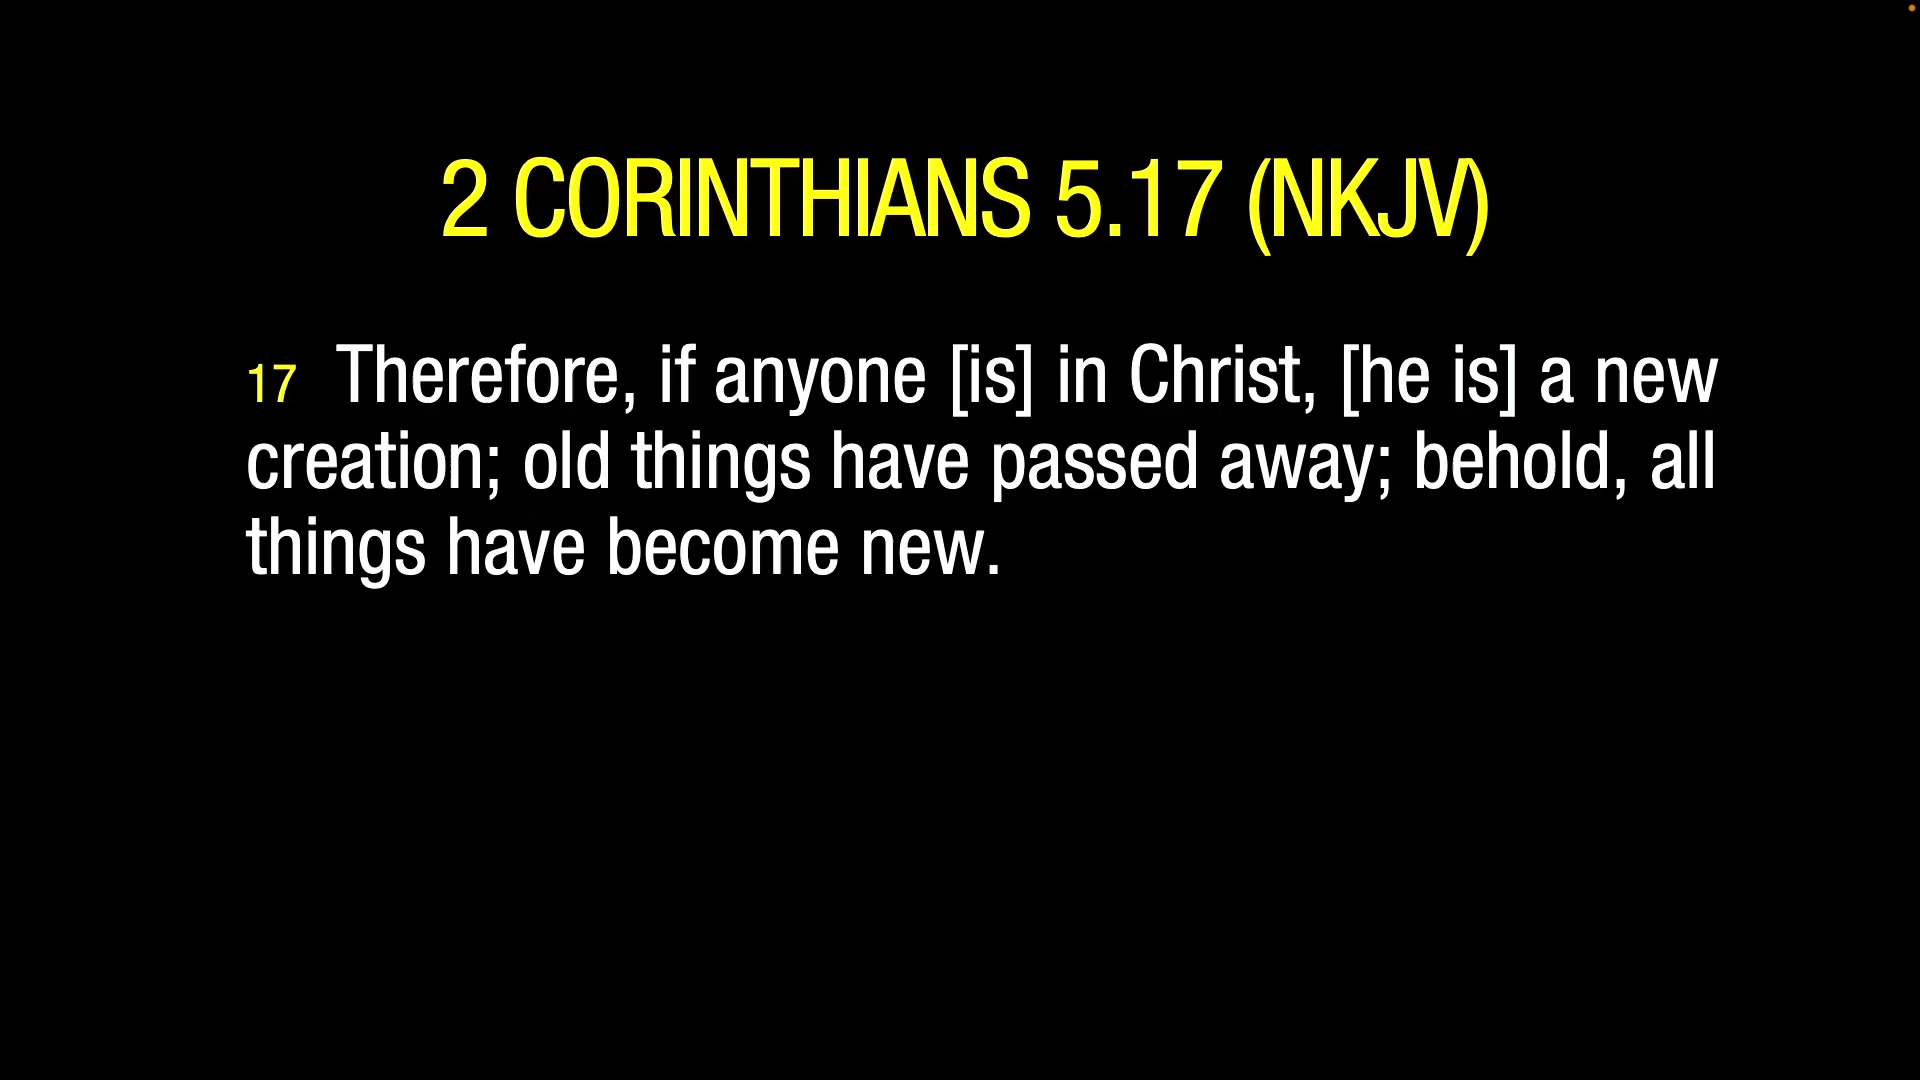 2 CORINTHIANS 5.17 (NKJV)
17 Therefore, if anyone [is] in Christ, [he is] a new
creation; old things have passed away; behold, all
things have become new.